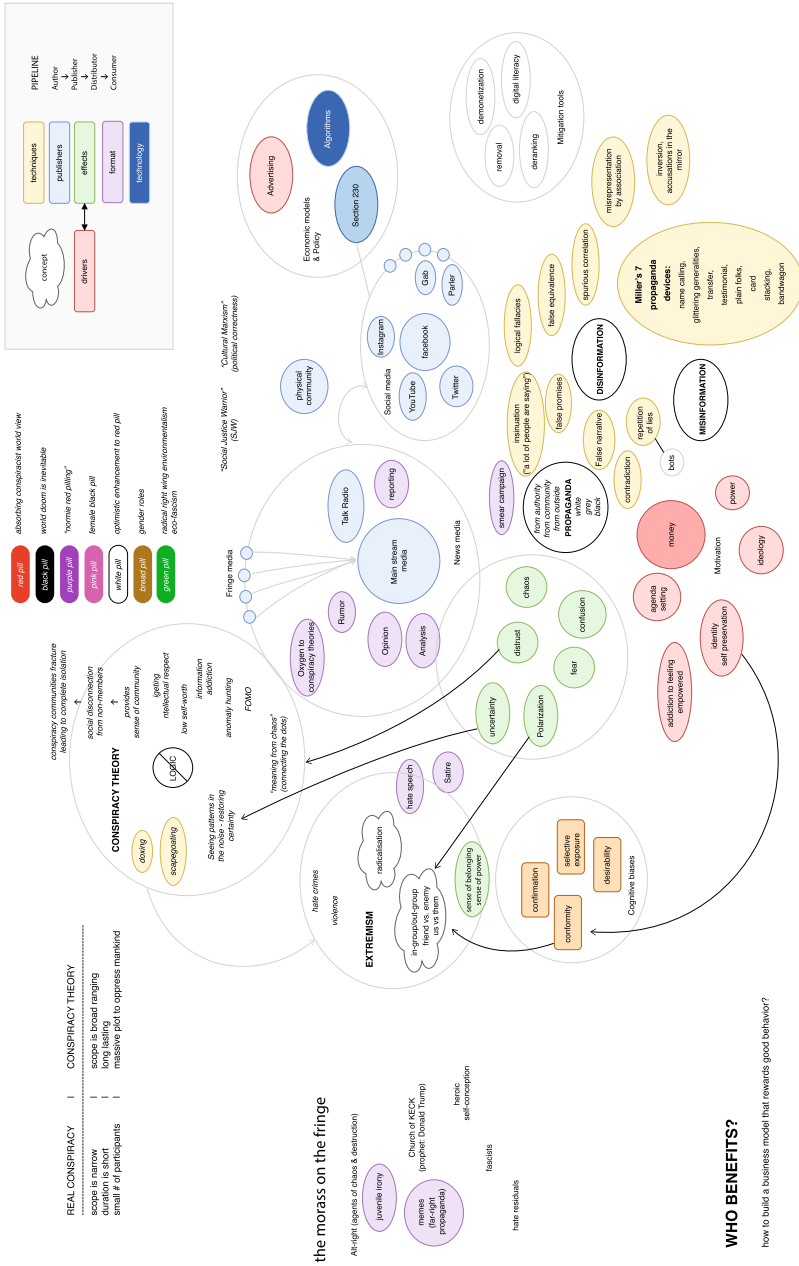 REAL CONSPIRACY | CONSPIRACY THEORY
scope is narrow | scope is broad ranging
duration is short | long lasting
small # of participants | massive plot to oppress mankind
conspiracy communities fracture
leading to complete isolation
social disconnection
from non-members
provides
sense of community
igeting
ntellectual respect
low self-worth
information
addiction
anomaly hunting
FOMO
CONSPIRACY THEORY
LOGIC
doxing
scapegoating
Seeing patterns in
the noise - restoring
certainty
"meaning from chaos"
(connecting the dots)
red pill
absorbing conspiracist world view
black pill
world doom is inevitable
purple pill
"normie red pilling"
pink pill
female black pill
white pill
optimistic enhancement to red pill
bread pill
gender roles
green pill
radical right wing environmentalism
eco-fascism
concept
drivers
techniques
publishers
effects
format
technology
PIPELINE
Author
Publisher
Distributor
Consumer
"Social Justice Warrior"
(SJW)
"Cultural Marxism"
(political correctness)
Fringe media
Oxygen to
conspiracy theories
Rumor
Opinion
Analysis
Talk Radio
reporting
Main stream
media
News media
physical
community
Social media
Instagram
YouTube
facebook
Twitter
Gab
Parler
Economic models
& Policy
Advertising
Algorithms
Section 230
demonetization
digital literacy
removal
deranking
Mitigation tools
the morass on the fringe
Alt-right (agents of chaos & destruction)
juvenile irony
memes
(far-right
propaganda)
Church of KECK
(prophet: Donald Trump)
heroic
self-conception
fascists
hate residuals
hate crimes
violence
EXTREMISM
radicalisation
in-group/out-group
friend vs. enemy
us vs them
hate speech
Satire
sense of belonging
sense of power
confirmation
conformity
selective
exposure
desirability
Cognitive biases
uncertainty
distrust
chaos
Polarization
fear
confusion
smear campaign
from authority
from community
from outside
PROPAGANDA
white
grey
black
insinuation
("a lot of people are saying")
logical fallacies
false promises
false equivalence
spurious correlation
misrepresentation
by association
inversion,
accusations in the
mirror
False narrative
contradiction
repetition
of lies
bots
DISINFORMATION
MISINFORMATION
Miller's 7
propaganda
devices:
name calling,
glittering generalities,
transfer,
testimonial,
plain folks,
card
stacking,
bandwagon
addiction to feeling
empowered
agenda
setting
money
identity
self preservation
Motivation
power
ideology
WHO BENEFITS?
how to build a business model that rewards good behavior?